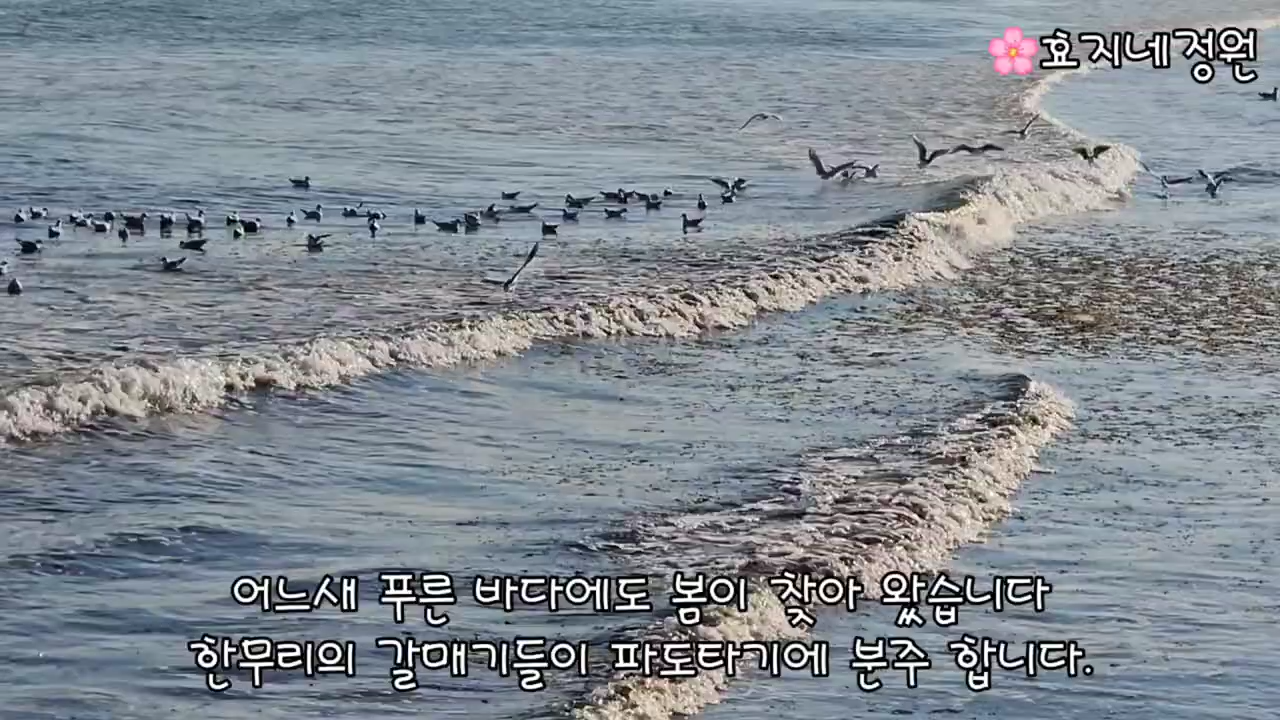 🌸효지네정원
어느새 푸른 바다에도 봄이 찾아 왔습니다
한무리의 갈매기들이 파도타기에 분주 합니다.